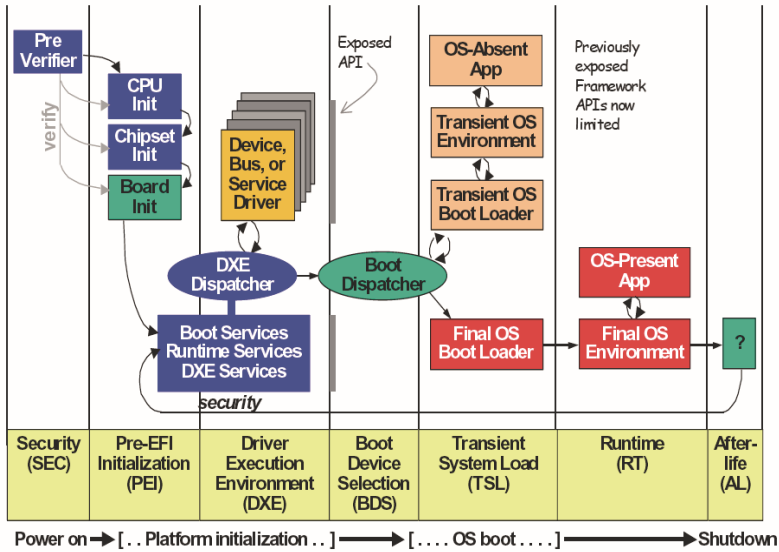 Pre
Verifier
verify
CPU
Init
Chipset
Init
Board
Init
Device,
Bus, or
Service
Driver
Exposed
API
OS-Absent
App
Transient OS
Environment
Transient OS
Boot Loader
Previously
exposed
Framework
APIs now
limited
DXE
Dispatcher
Boot
Dispatcher
OS-Present
App
Boot Services
Runtime Services
DXE Services
Final OS
Boot Loader
Final OS
Environment
?
security
Security
(SEC)
Pre-EFI
Initialization
(PEI)
Driver
Execution
Environment
(DXE)
Boot
Device
Selection
(BDS)
Transient
System Load
(TSL)
Runtime
(RT)
After-
life
(AL)
Power on [ . . Platform initialization . . ] [ . . . . OS boot . . . . ] Shutdown